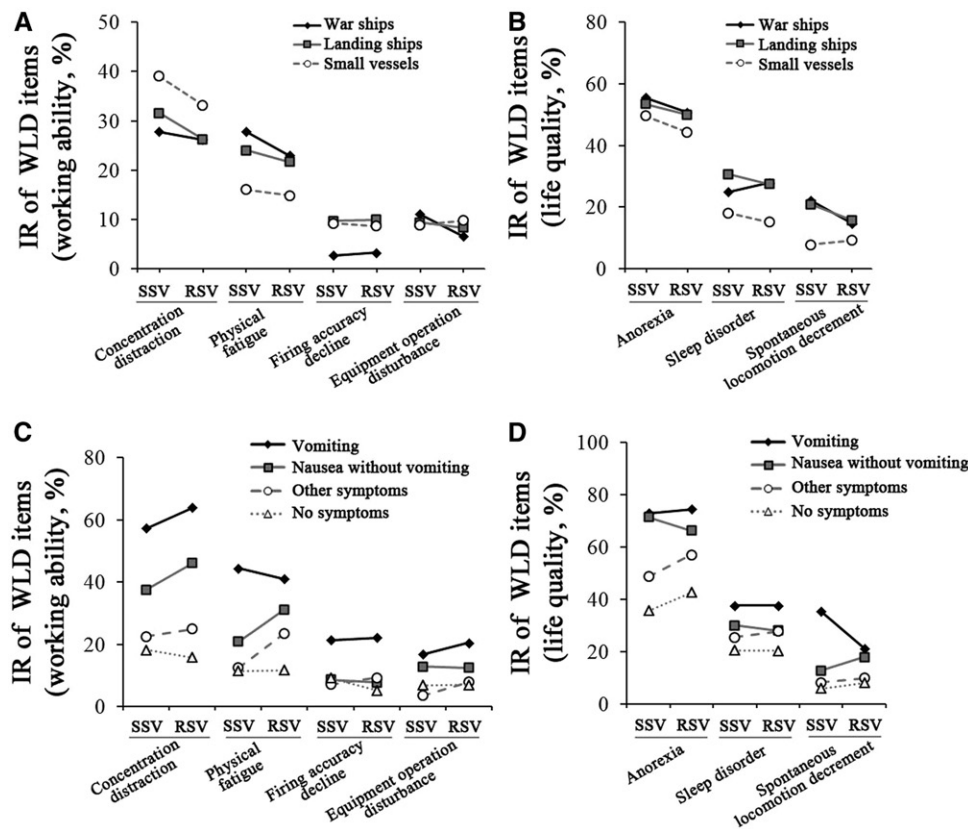 A
IR of WLD items
(working ability, %)
50
40
30
20
10
0
War ships
Landing ships
Small vessels
SSV RSV SSV RSV SSV RSV SSV RSV
Concentration
distraction
Physical
fatigue
Firing accuracy
decline
Equipment operation
disturbance
B
IR of WLD items
(life quality, %)
80
60
40
20
0
War ships
Landing ships
Small vessels
SSV RSV SSV RSV SSV RSV
Anorexia
Sleep disorder
Spontaneous
locomotion decrement
C
IR of WLD items
(working ability, %)
80
60
40
20
0
Vomiting
Nausea without vomiting
Other symptoms
No symptoms
SSV RSV SSV RSV SSV RSV SSV RSV
Concentration
distraction
Physical
fatigue
Firing accuracy
decline
Equipment operation
disturbance
D
IR of WLD items
(life quality, %)
100
80
60
40
20
0
Vomiting
Nausea without vomiting
Other symptoms
No symptoms
SSV RSV SSV RSV SSV RSV
Anorexia
Sleep disorder
Spontaneous
locomotion decrement